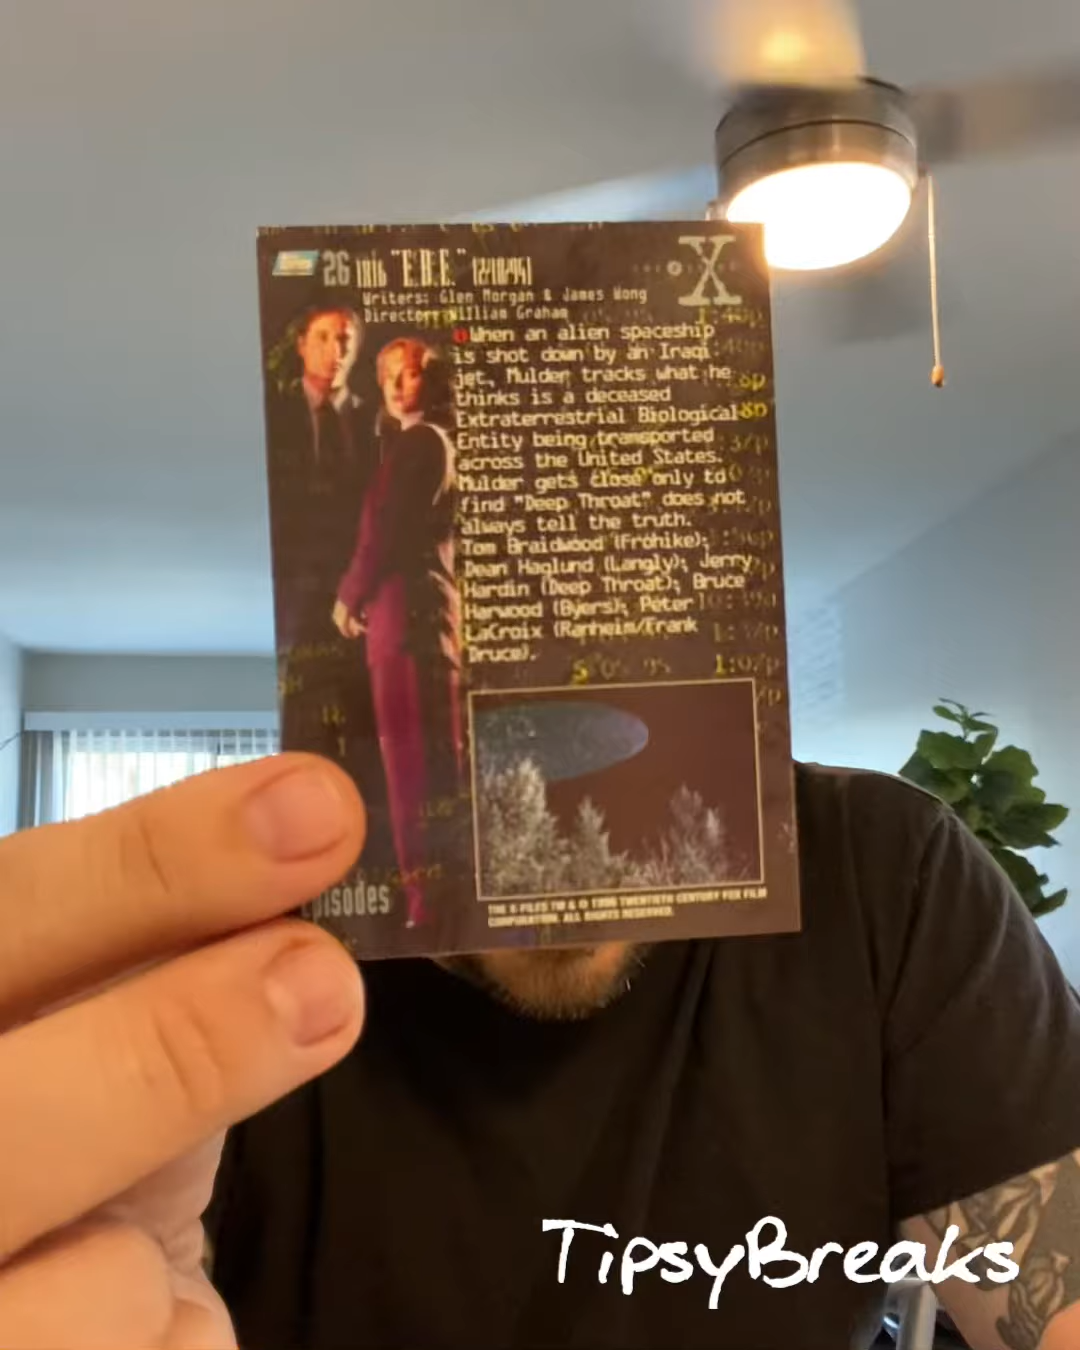 26 1X16 "E.B.E." (2/18/94)
THE FILES
X
Writers: Glen Morgan & James Wong
Director: William Graham
When an alien spaceship
is shot down by an Iraqi
jet, Mulder tracks what he
thinks is a deceased
Extraterrestrial Biological
Entity being transported
across the United States.
Mulder gets close only to
find "Deep Throat" does not
always tell the truth.
Tom Braidwood (Frohike);
Dean Haglund (Langly); Jerry
Hardin (Deep Throat); Bruce
Harwood (Byers); Peter
LaCroix (Ranheim/Frank
Druce).
1:07p
episodes
THE X-FILES TM & © 1996 TWENTIETH CENTURY FOX FILM
CORPORATION. ALL RIGHTS RESERVED.
TipsyBreaks